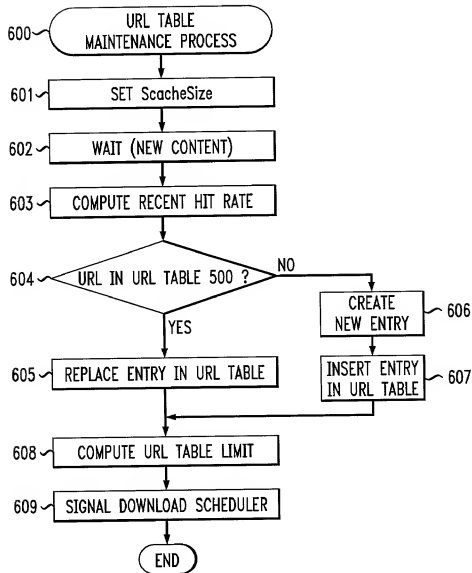 600
URL TABLE
MAINTENANCE PROCESS
601
SET ScacheSize
602
WAIT (NEW CONTENT)
603
COMPUTE RECENT HIT RATE
604
URL IN URL TABLE 500 ?
NO
YES
CREATE
NEW ENTRY
606
605
REPLACE ENTRY IN URL TABLE
INSERT ENTRY
IN URL TABLE
607
608
COMPUTE URL TABLE LIMIT
609
SIGNAL DOWNLOAD SCHEDULER
END